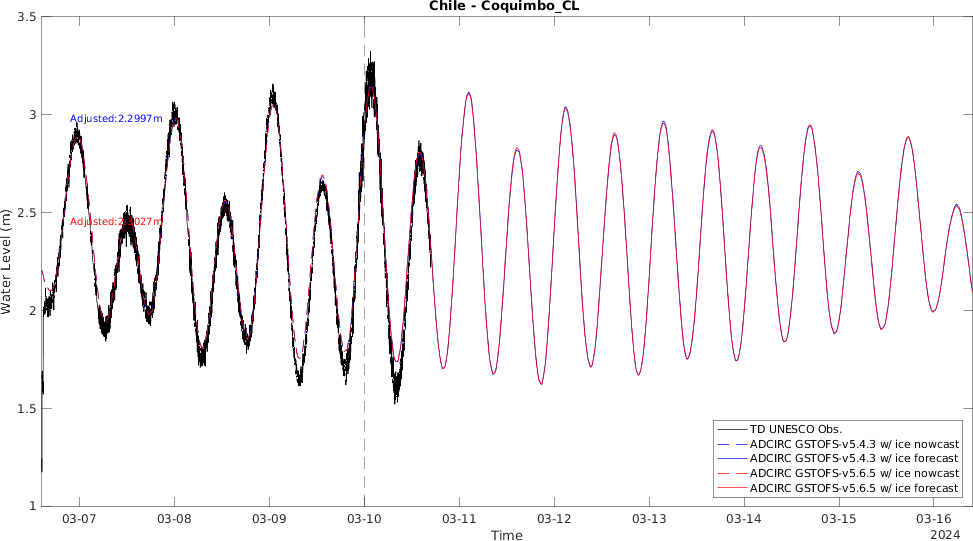 Chile - Coquimbo_CL
3.5
3
2.5
2
1.5
1
Water Level (m)
Adjusted:2.2997m
Adjusted:2.3027m
TD UNESCO Obs.
ADCIRC GSTOFS-v5.4.3 w/ ice nowcast
ADCIRC GSTOFS-v5.4.3 w/ ice forecast
ADCIRC GSTOFS-v5.6.5 w/ ice nowcast
ADCIRC GSTOFS-v5.6.5 w/ ice forecast
03-07 03-08 03-09 03-10 03-11 03-12 03-13 03-14 03-15 03-16
Time
2024